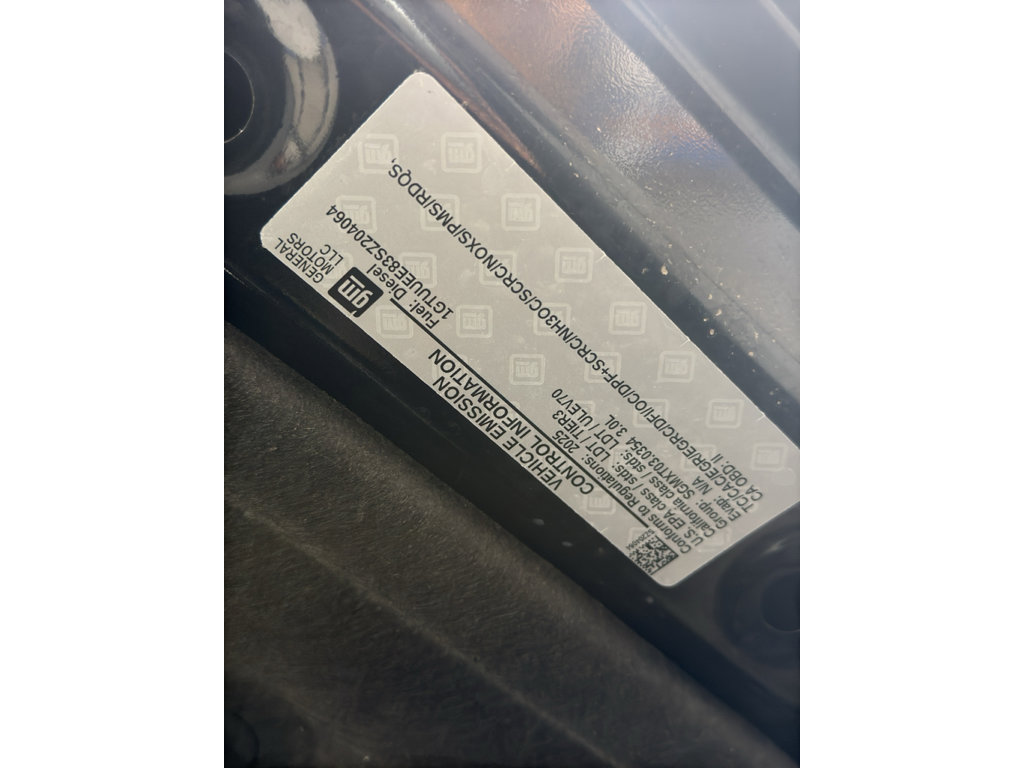 VEHICLE EMISSION
CONTROL INFORMATION
GENERAL
MOTORS
LLC
gm
SZ204064
Conforms to Regulations: 2025
U.S. EPA class / stds: LDT / TIER3
California class / stds: LDT / ULEV70
Group: SGMXT03.0354 3.0L
Evap: N/A
TC/CAC/EGR/EGRC/DFI/OC/DPF+SCRC/NH3OC/SCRC/NOXS/PMS/RDQS,
CA OBD: II
Fuel: Diesel
1GTUUEE83SZ204064